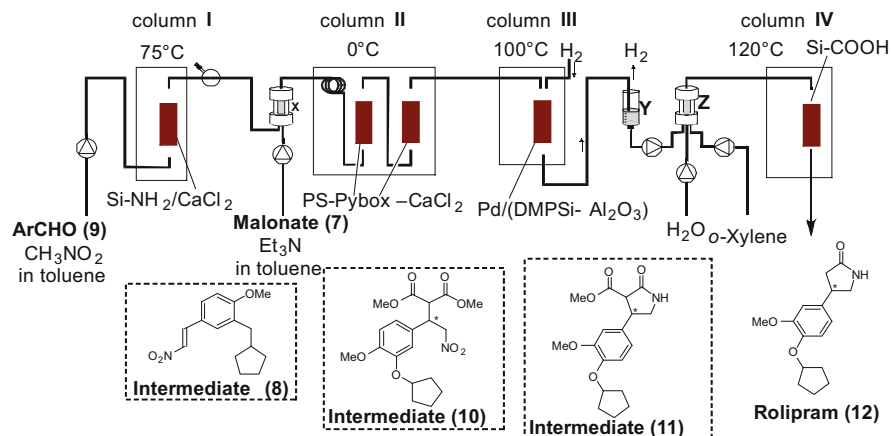 column I
column II
column III
column IV
75°C
0°C
100°C
H2
H2
120°C
Si-COOH
x
Y
Z
Si-NH2/CaCl2
PS-Pybox –CaCl2
Pd/(DMPSi- Al2O3)
ArCHO (9)
CH3NO2
in toluene
Malonate (7)
Et3N
in toluene
H2O
o-Xylene
OMe
O2N
Intermediate (8)
O
O
MeO
OMe
*
NO2
MeO
O
Intermediate (10)
O
O
MeO
NH
*
MeO
O
Intermediate (11)
O
NH
*
MeO
O
Rolipram (12)